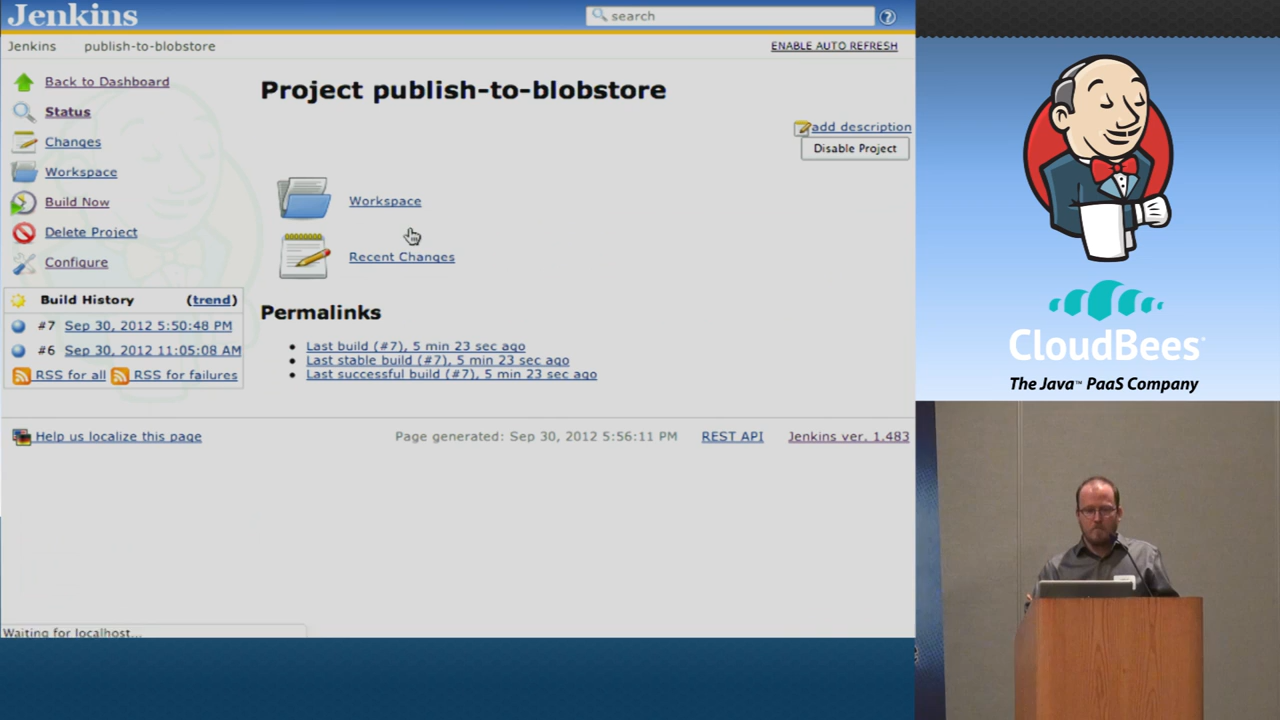 Jenkins
search
Jenkins publish-to-blobstore
ENABLE AUTO REFRESH
Back to Dashboard
Status
Changes
Workspace
Build Now
Delete Project
Configure
Build History (trend)
#7 Sep 30, 2012 5:50:48 PM
#6 Sep 30, 2012 11:05:08 AM
RSS for all RSS for failures
Project publish-to-blobstore
add description
Disable Project
Workspace
Recent Changes
Permalinks
Last build (#7), 5 min 23 sec ago
Last stable build (#7), 5 min 23 sec ago
Last successful build (#7), 5 min 23 sec ago
Help us localize this page
Page generated: Sep 30, 2012 5:56:11 PM
REST API
Jenkins ver. 1.483
Waiting for localhost...
CloudBees
The Java™ PaaS Company